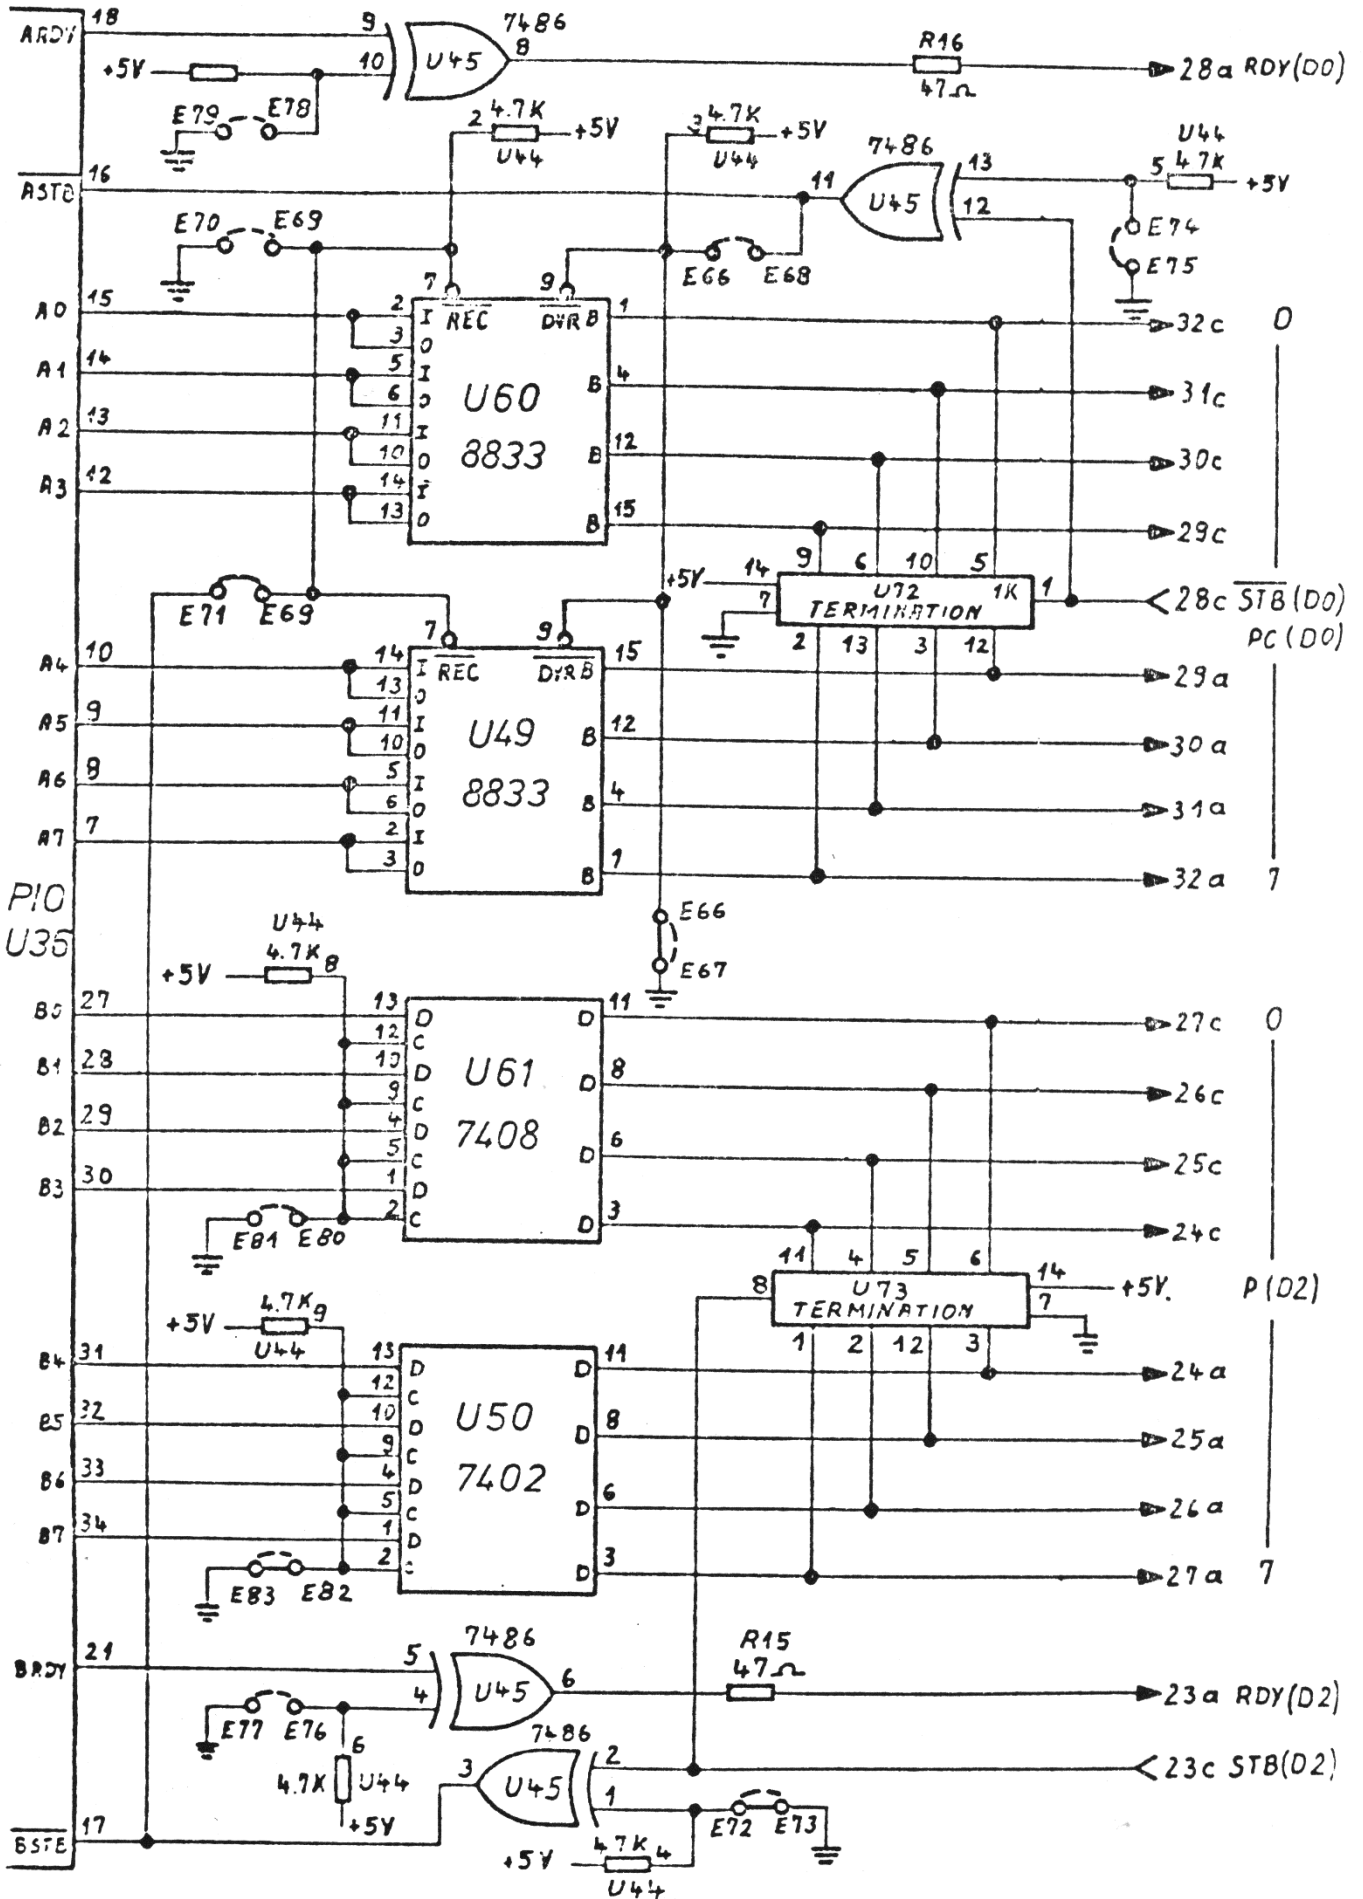 ARDY 18 9 7486 8 R16 28a RDY(D0)
+5V 10 U45 47Ω
E79 E78 2 4.7K +5V 3 4.7K +5V 7486 U44
U44 U44 13 5 4.7K +5V
ASTB 16 11 U45 12
E70 E69 E66 E68 E74
E75
7 9
A0 15 2 I REC DVR B 1 32c 0
3 O
A1 14 5 I U60 B 4 31c
6 O
A2 13 11 I 8833 B 12 30c
10 O
A3 12 14 I B 15 29c
13 O
9 6 10 5
+5V 14 U72 1K 1 28c STB(D0)
7 TERMINATION PC(D0)
E71 E69 2 13 3 12
7 9
A4 10 14 I REC DVR B 15 29a
13 O
A5 9 11 I U49 B 12 30a
10 O
A6 8 5 I 8833 B 4 31a
6 O
A7 7 2 I B 1 32a 7
3 O
PIO
U36
E66
E67
U44
4.7K
+5V 8
B0 27 13 D D 11 27c 0
12 C
B1 28 10 D U61 D 8 26c
9 C
B2 29 4 D 7408 D 6 25c
5 C
B3 30 1 D D 3 24c
2 C
E81 E80
11 4 5 6
8 U73 14 +5V. P(D2)
TERMINATION 7
1 2 12 3
4.7K
+5V 9
U44
B4 31 13 D D 11 24a
12 C
B5 32 10 D U50 D 8 25a
9 C
B6 33 4 D 7402 D 6 26a
5 C
B7 34 1 D D 3 27a 7
2 C
E83 E82
BRDY 21 5 7486 6 R15 23a RDY(D2)
4 U45 47Ω
E77 E76
6
4.7K U44
+5V
7486
3 U45 2 23c STB(D2)
1 E72 E73
BSTB 17
+5V 4.7K 4
U44